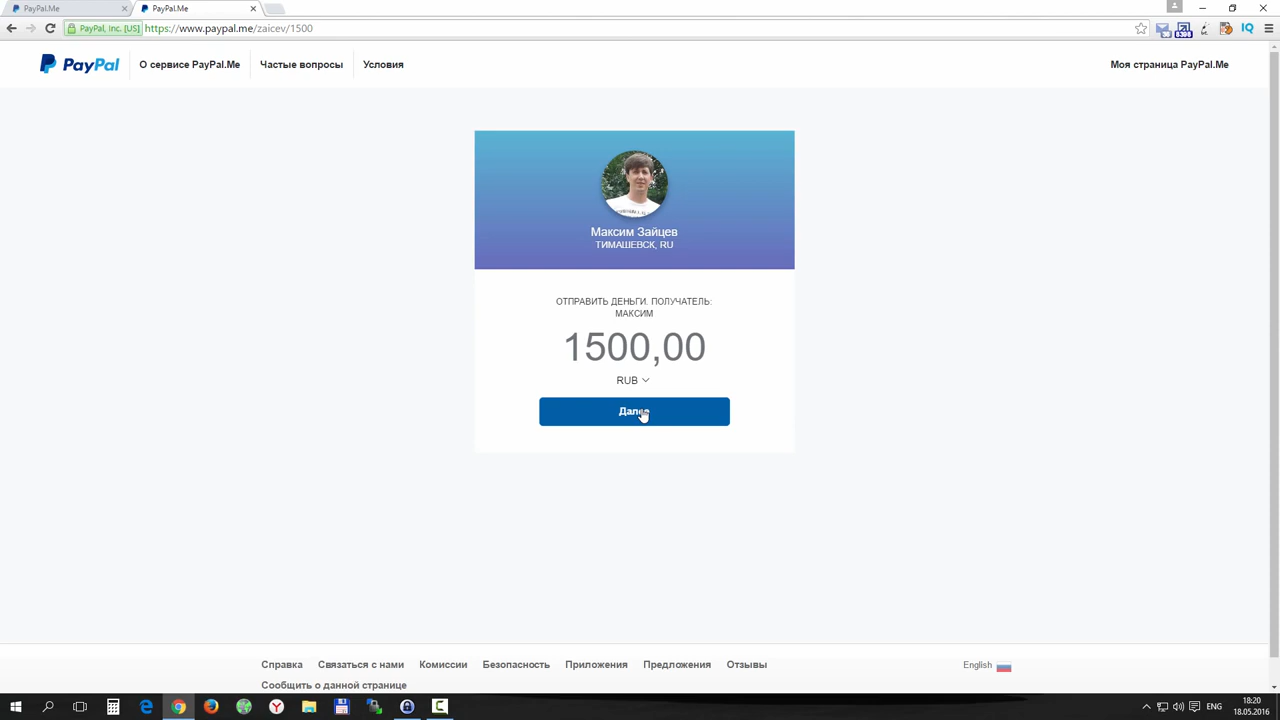 PayPal.Me
PayPal.Me
PayPal, Inc. [US]
https://www.paypal.me/zaicev/1500
IQ
PayPal
О сервисе PayPal.Me
Частые вопросы
Условия
Моя страница PayPal.Me
Максим Зайцев
ТИМАШЕВСК, RU
ОТПРАВИТЬ ДЕНЬГИ. ПОЛУЧАТЕЛЬ:
МАКСИМ
1500,00
RUB
Далее
Справка
Связаться с нами
Комиссии
Безопасность
Приложения
Предложения
Отзывы
English
Сообщить о данной странице
ENG
18:20
18.05.2016